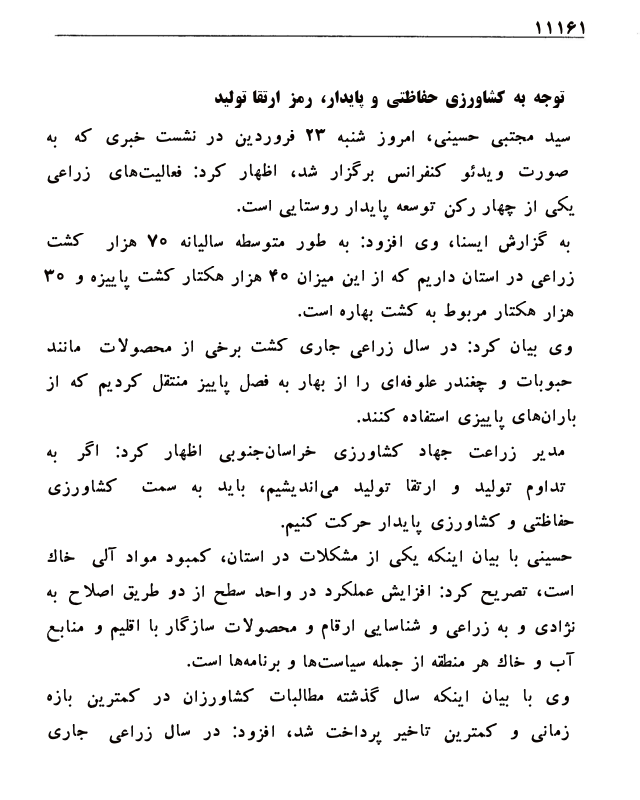 ۱۱۱۶۱
توجه به کشاورزی حفاظتی و پایدار، رمز ارتقا تولید
سید مجتبی حسینی، امروز شنبه ۲۳ فروردین در نشست خبری که به
صورت ویدئو کنفرانس برگزار شد، اظهار کرد: فعالیت‌های زراعی
یکی از چهار رکن توسعه پایدار روستایی است.
به گزارش ایسنا، وی افزود: به طور متوسطه سالیانه ۷۰ هزار کشت
زراعی در استان داریم که از این میزان ۴۰ هزار هکتار کشت پاییزه و ۳۰
هزار هکتار مربوط به کشت بهاره است.
وی بیان کرد: در سال زراعی جاری کشت برخی از محصولات مانند
حبوبات و چغندر علوفه‌ای را از بهار به فصل پاییز منتقل کردیم که از
باران‌های پاییزی استفاده کنند.
مدیر زراعت جهاد کشاورزی خراسان‌جنوبی اظهار کرد: اگر به
تداوم تولید و ارتقا تولید می‌اندیشیم، باید به سمت کشاورزی
حفاظتی و کشاورزی پایدار حرکت کنیم.
حسینی با بیان اینکه یکی از مشکلات در استان، کمبود مواد آلی خاک
است، تصریح کرد: افزایش عملکرد در واحد سطح از دو طریق اصلاح به
نژادی و به زراعی و شناسایی ارقام و محصولات سازگار با اقلیم و منابع
آب و خاک هر منطقه از جمله سیاست‌ها و برنامه‌ها است.
وی با بیان اینکه سال گذشته مطالبات کشاورزان در کمترین بازه
زمانی و کمترین تاخیر پرداخت شد، افزود: در سال زراعی جاری